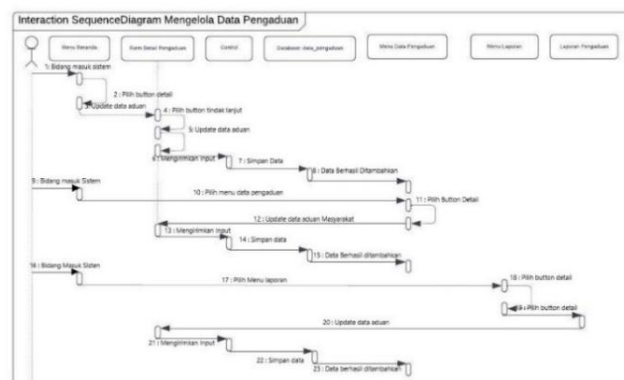 Interaction SequenceDiagram Mengelola Data Pengaduan
Menu Beranda
Form Detail Pengaduan
Control
Database data_pengaduan
Menu Data Pengaduan
Menu Laporan
Laporan Pengaduan
1: Bidang masuk sistem
2 : Pilih button detail
3: Update data aduan
4 : Pilih button tindak lanjut
5: Update data aduan
6 : Mengirimkan Input
7 : Simpan Data
8 : Data Berhasil Ditambahkan
9 : Bidang masuk Sistem
10 : Pilih menu data pengaduan
11 : Pilih Button Detail
12 : Update data aduan Masyarakat
13 : Mengirimkan Input
14 : Simpan data
15 : Data Berhasil ditambahkan
16 : Bidang Masuk Sisten
17 : Pilih Menu laporan
18 : Pilih button detail
19 : Pilih button detail
20 : Update data aduan
21 : Mengirimkan Input
22 : Simpan data
23 : Data berhasil ditambahkan